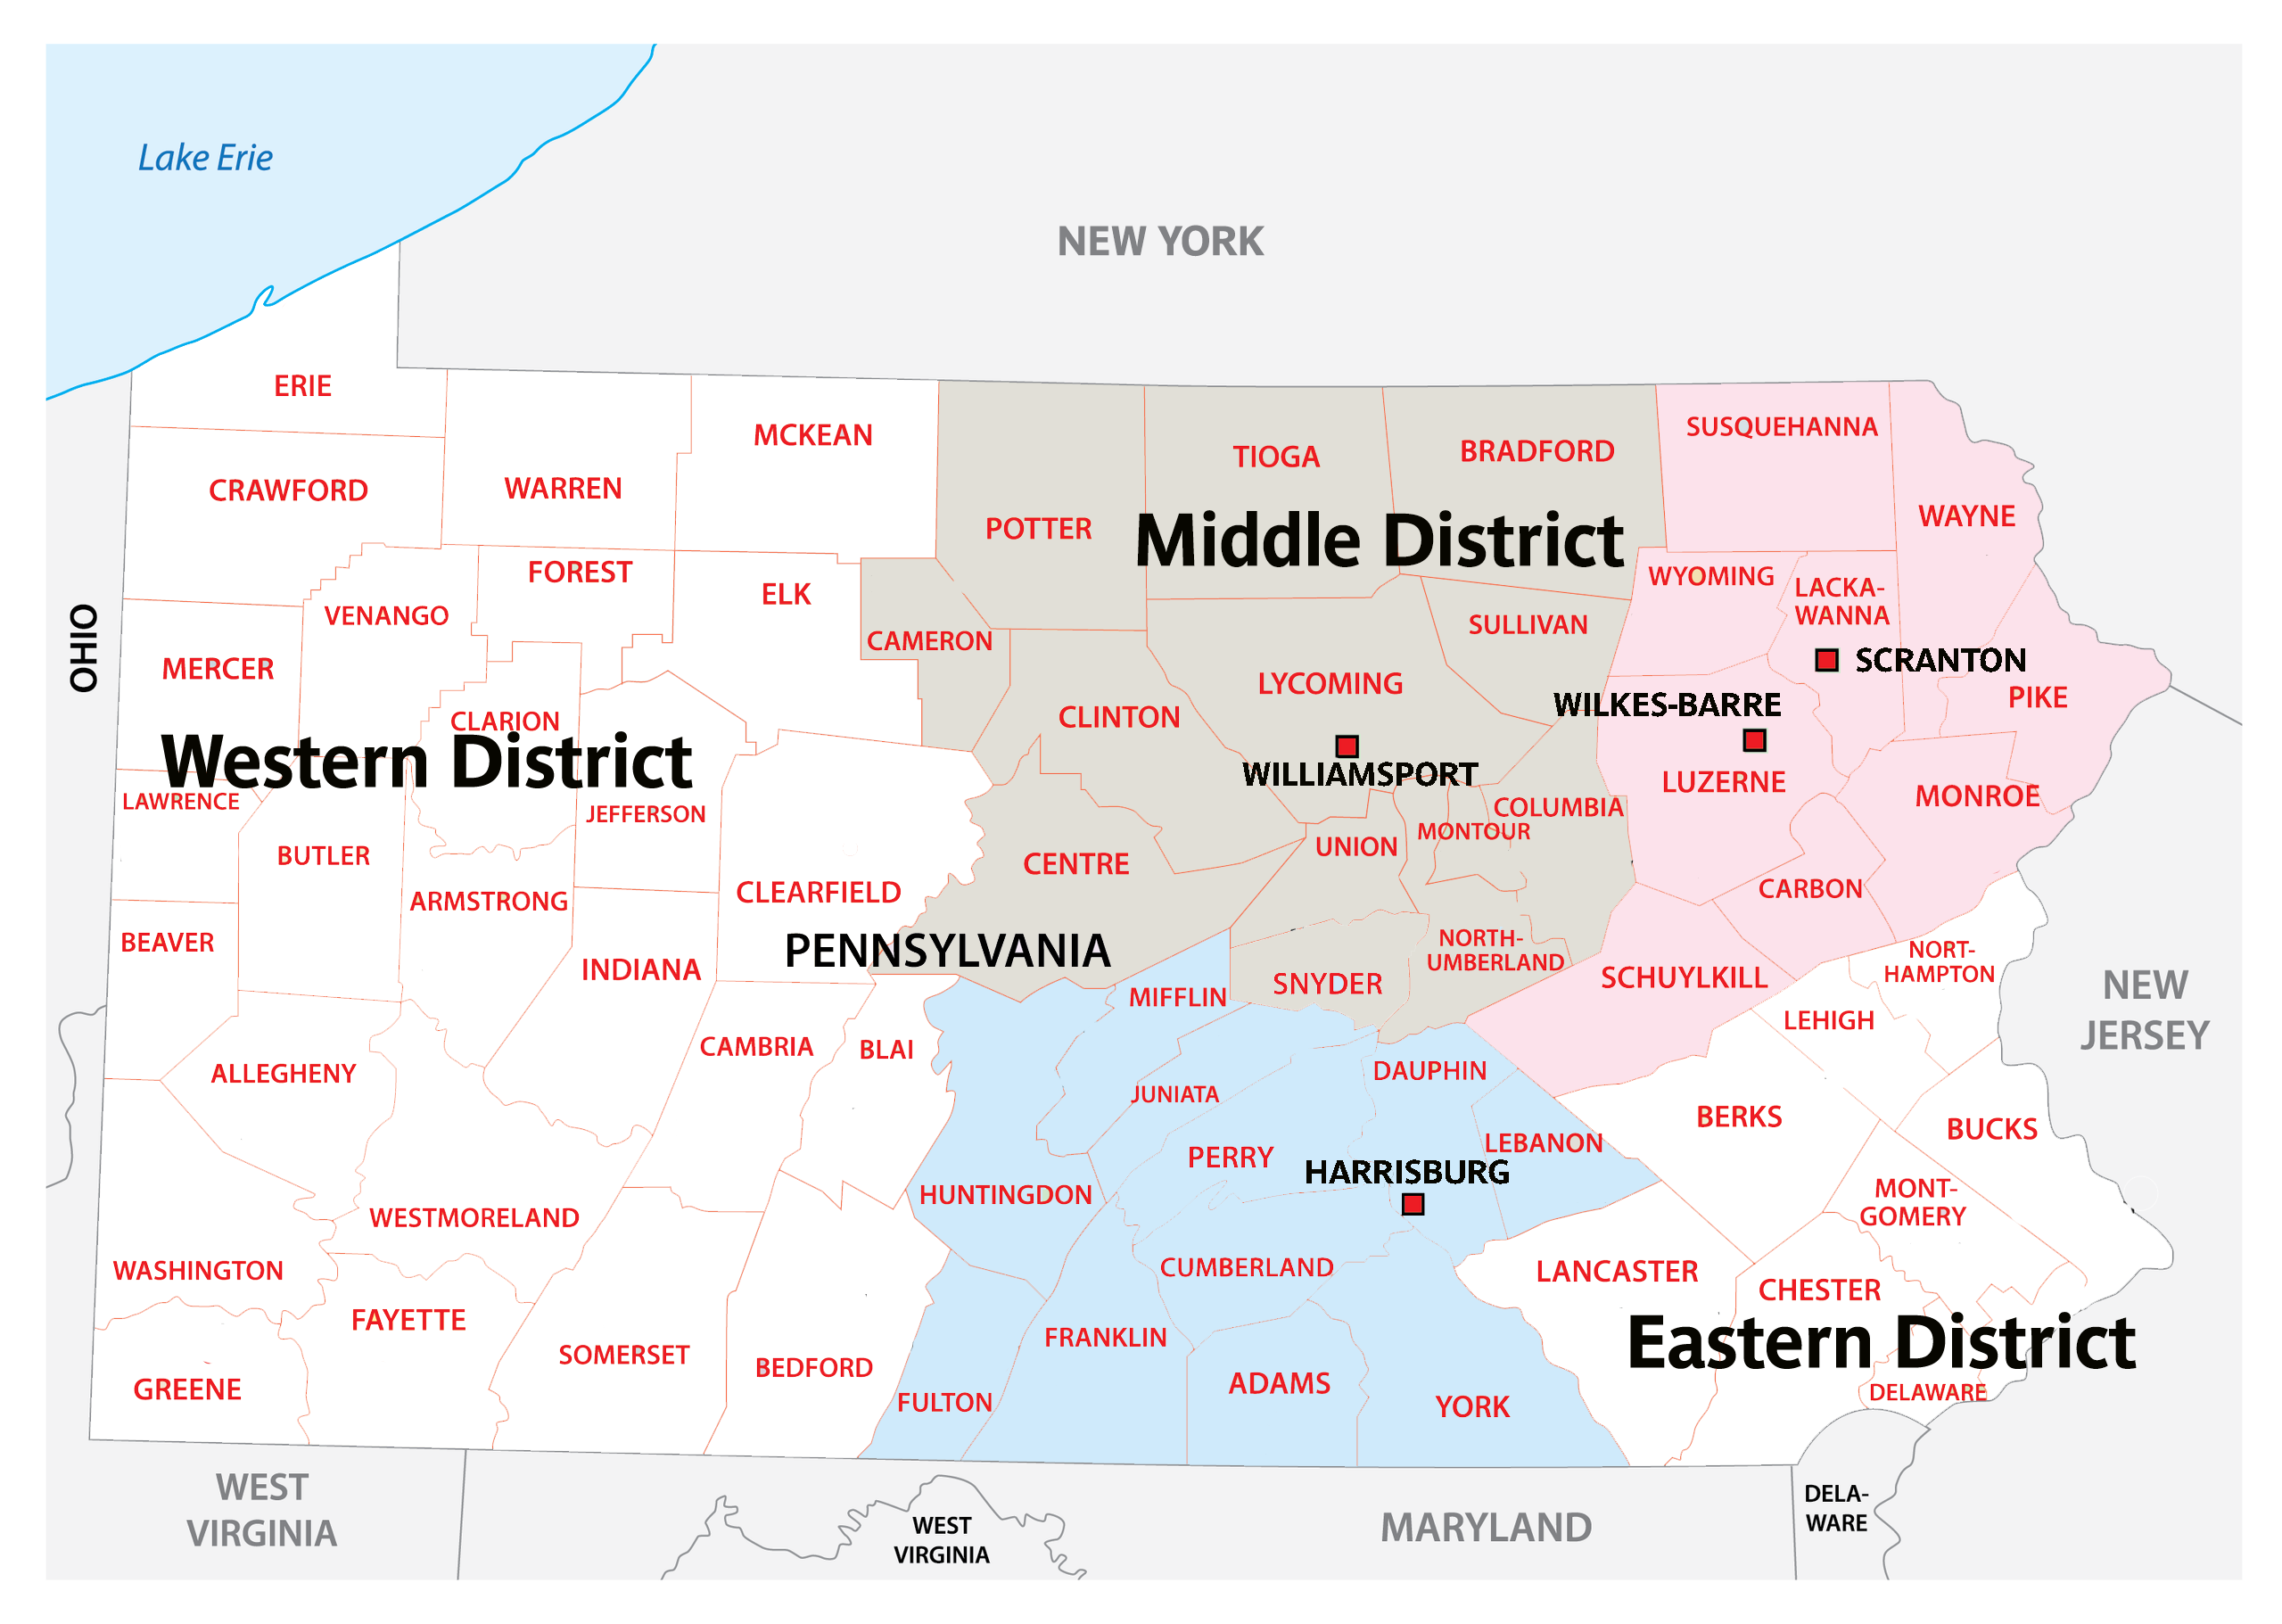 Lake Erie
NEW YORK
ERIE
MCKEAN
SUSQUEHANNA
TIOGA
BRADFORD
CRAWFORD
WARREN
WAYNE
POTTER
Middle District
FOREST
WYOMING
ELK
LACKA-
WANNA
VENANGO
SULLIVAN
CAMERON
OHIO
MERCER
SCRANTON
LYCOMING
PIKE
WILKES-BARRE
CLINTON
CLARION
Western District
WILLIAMSPORT
LUZERNE
MONROE
LAWRENCE
COLUMBIA
JEFFERSON
MONTOUR
UNION
BUTLER
CENTRE
CARBON
CLEARFIELD
ARMSTRONG
BEAVER
PENNSYLVANIA
NORTH-
UMBERLAND
NORT-
HAMPTON
INDIANA
SCHUYLKILL
SNYDER
NEW
JERSEY
MIFFLIN
LEHIGH
CAMBRIA
BLAI
ALLEGHENY
DAUPHIN
JUNIATA
BERKS
BUCKS
LEBANON
PERRY
HARRISBURG
HUNTINGDON
MONT-
GOMERY
WESTMORELAND
WASHINGTON
CUMBERLAND
LANCASTER
CHESTER
FAYETTE
FRANKLIN
Eastern District
SOMERSET
BEDFORD
ADAMS
GREENE
DELAWARE
FULTON
YORK
WEST
VIRGINIA
DELA-
WARE
WEST
VIRGINIA
MARYLAND